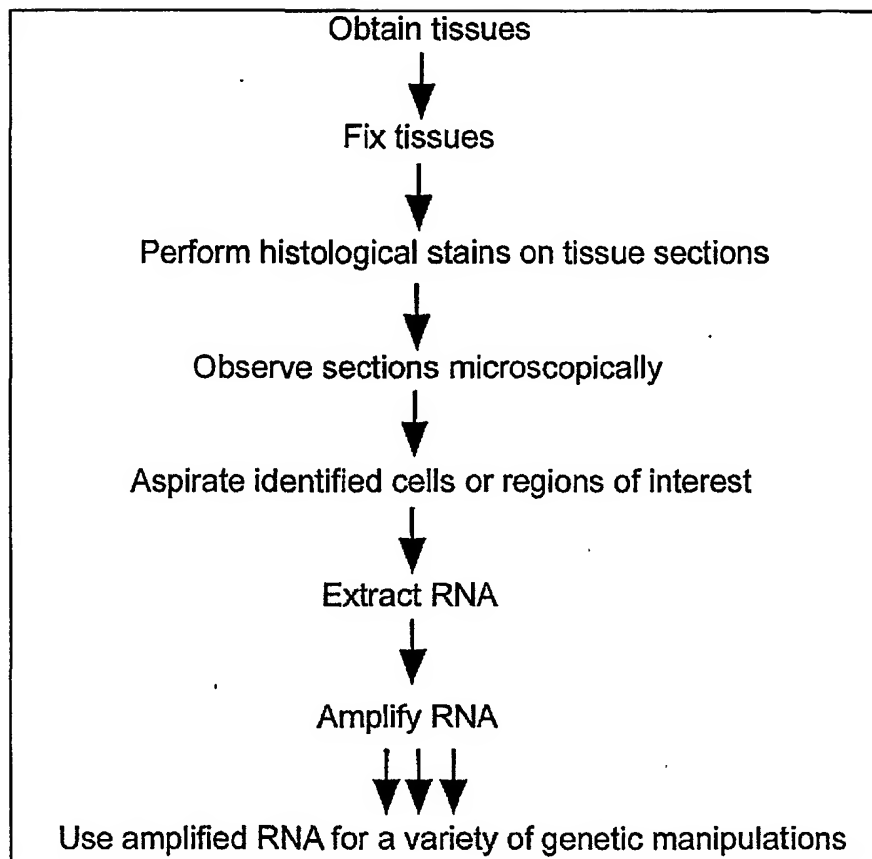 Obtain tissues
Fix tissues
Perform histological stains on tissue sections
Observe sections microscopically
Aspirate identified cells or regions of interest
Extract RNA
Amplify RNA
Use amplified RNA for a variety of genetic manipulations